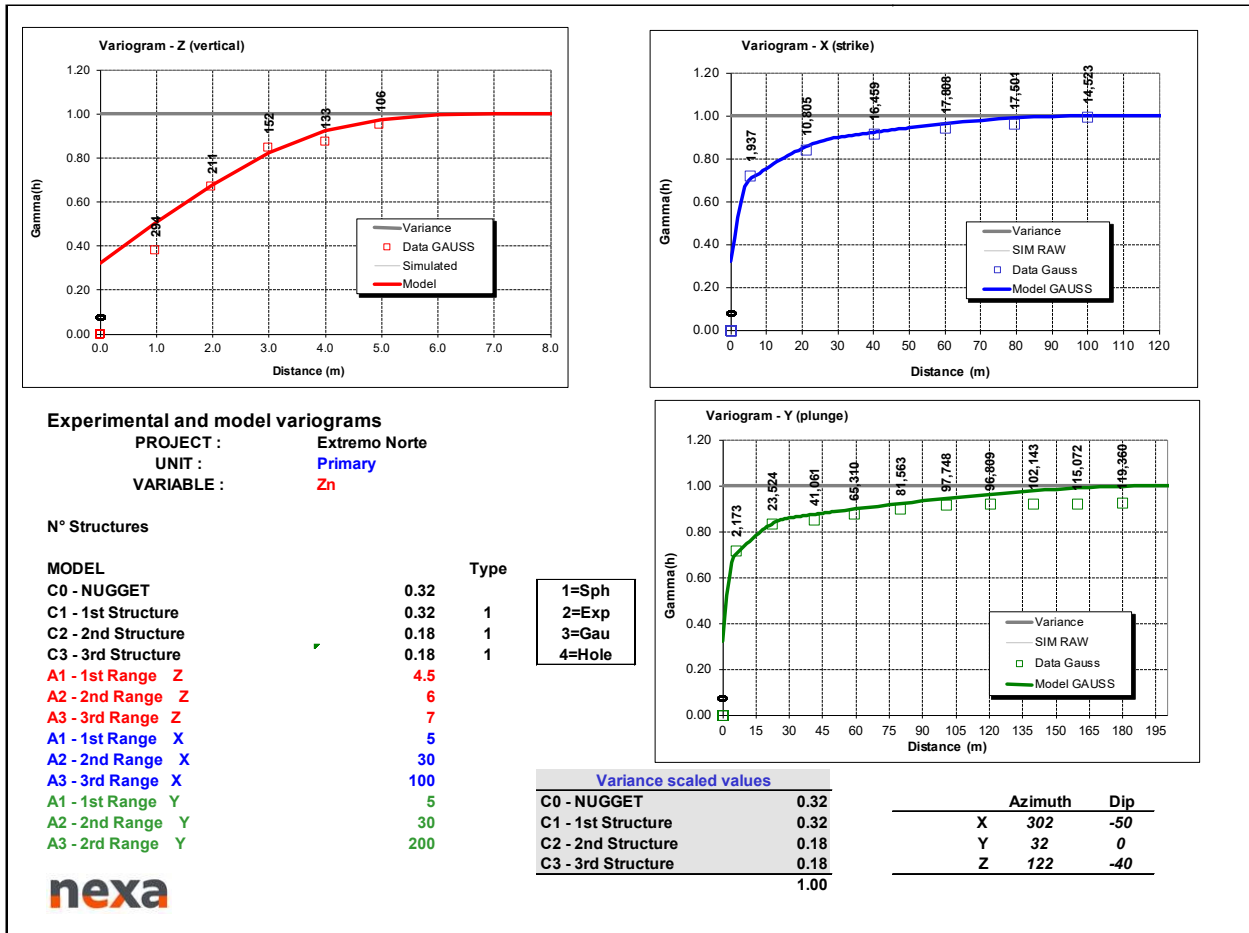 Variogram - Z (vertical)
1.20
1.00
0.80
0.60
0.40
0.20
0.00
Gamma(h)
0
294
211
152
133
106
Variance
Data GAUSS
Simulated
Model
0.0 1.0 2.0 3.0 4.0 5.0 6.0 7.0 8.0
Distance (m)
Variogram - X (strike)
1.20
1.00
0.80
0.60
0.40
0.20
0.00
Gamma(h)
0
1,937
10,805
16,459
17,808
17,501
14,523
Variance
SIM RAW
Data Gauss
Model GAUSS
0 10 20 30 40 50 60 70 80 90 100 110 120
Distance (m)
Experimental and model variograms
PROJECT : Extremo Norte
UNIT : Primary
VARIABLE : Zn
N° Structures
MODEL Type
C0 - NUGGET 0.32
C1 - 1st Structure 0.32 1
C2 - 2nd Structure 0.18 1
C3 - 3rd Structure 0.18 1
1=Sph
2=Exp
3=Gau
4=Hole
A1 - 1st Range Z 4.5
A2 - 2nd Range Z 6
A3 - 3rd Range Z 7
A1 - 1st Range X 5
A2 - 2nd Range X 30
A3 - 3rd Range X 100
A1 - 1st Range Y 5
A2 - 2nd Range Y 30
A3 - 2rd Range Y 200
Variogram - Y (plunge)
1.20
1.00
0.80
0.60
0.40
0.20
0.00
Gamma(h)
0
2,173
23,524
41,061
65,310
81,563
97,748
96,809
102,143
115,072
119,360
Variance
SIM RAW
Data Gauss
Model GAUSS
0 15 30 45 60 75 90 105 120 135 150 165 180 195
Distance (m)
Variance scaled values
C0 - NUGGET 0.32
C1 - 1st Structure 0.32
C2 - 2nd Structure 0.18
C3 - 3rd Structure 0.18
1.00
Azimuth Dip
X 302 -50
Y 32 0
Z 122 -40
nexa